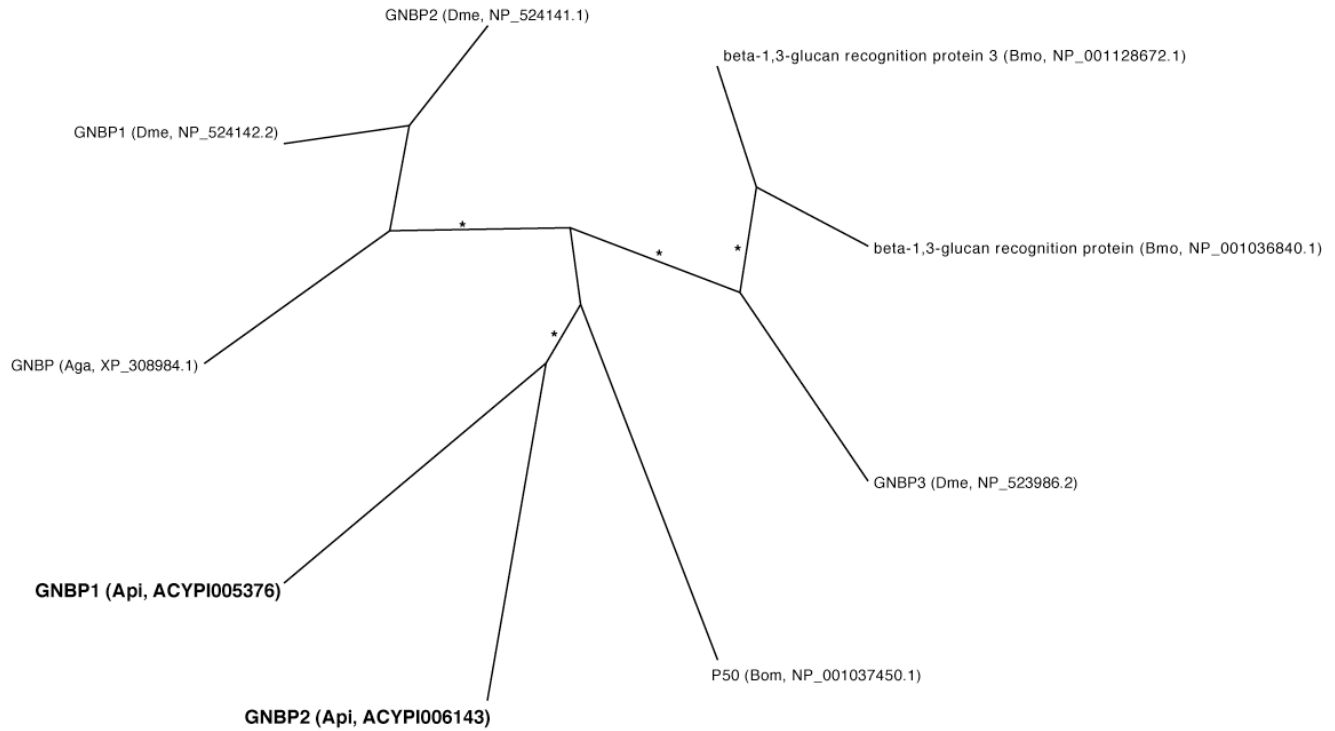 GNBP2 (Dme, NP_524141.1)
beta-1,3-glucan recognition protein 3 (Bmo, NP_001128672.1)
GNBP1 (Dme, NP_524142.2)
*
*
*
beta-1,3-glucan recognition protein (Bmo, NP_001036840.1)
*
GNBP (Aga, XP_308984.1)
GNBP3 (Dme, NP_523986.2)
GNBP1 (Api, ACYPI005376)
P50 (Bom, NP_001037450.1)
GNBP2 (Api, ACYPI006143)